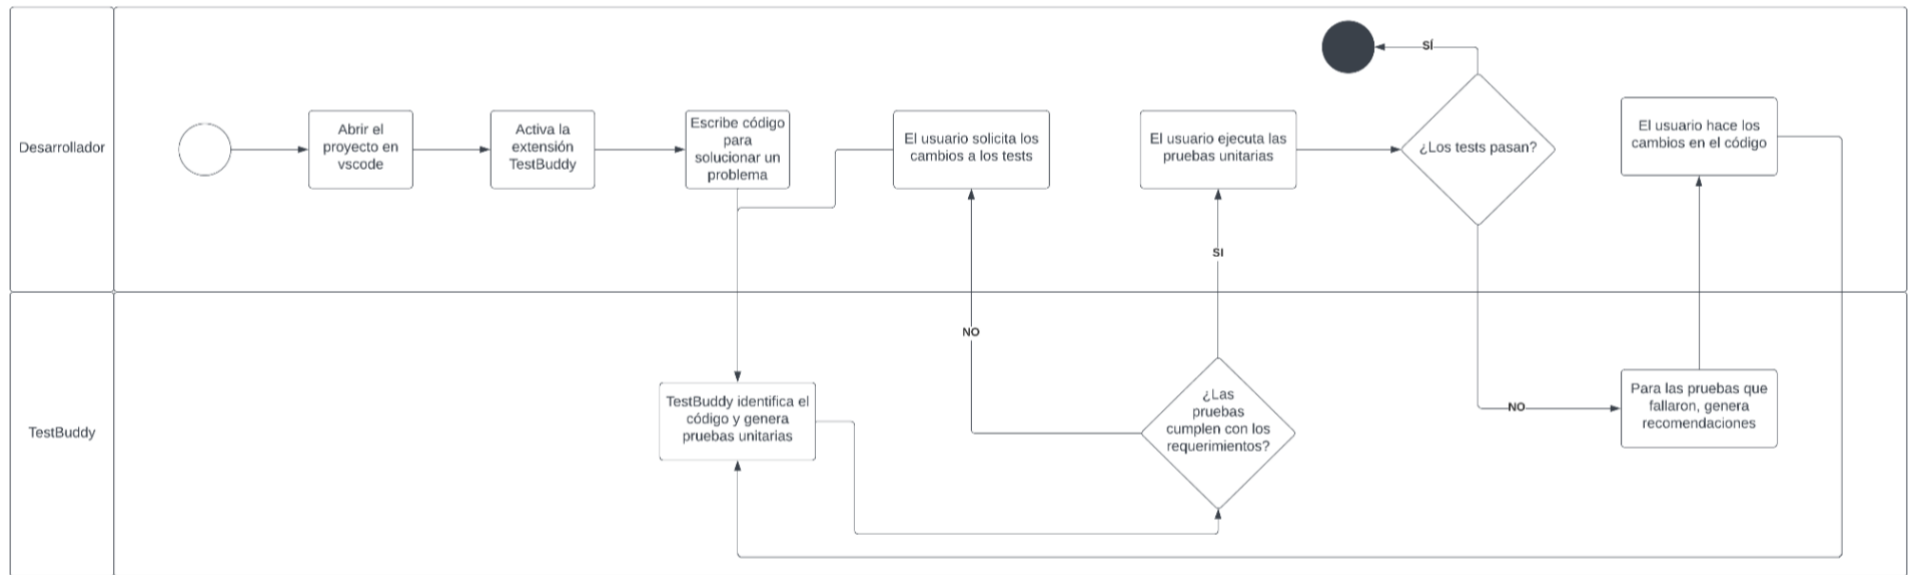 Desarrollador
Abrir el
proyecto en
vscode
Activa la
extensión
TestBuddy
Escribe código
para
solucionar un
problema
El usuario solicita los
cambios a los tests
El usuario ejecuta las
pruebas unitarias
SÍ
¿Los tests pasan?
El usuario hace los
cambios en el código
SI
NO
TestBuddy
TestBuddy identifica el
código y genera
pruebas unitarias
¿Las
pruebas
cumplen con los
requerimientos?
NO
Para las pruebas que
fallaron, genera
recomendaciones